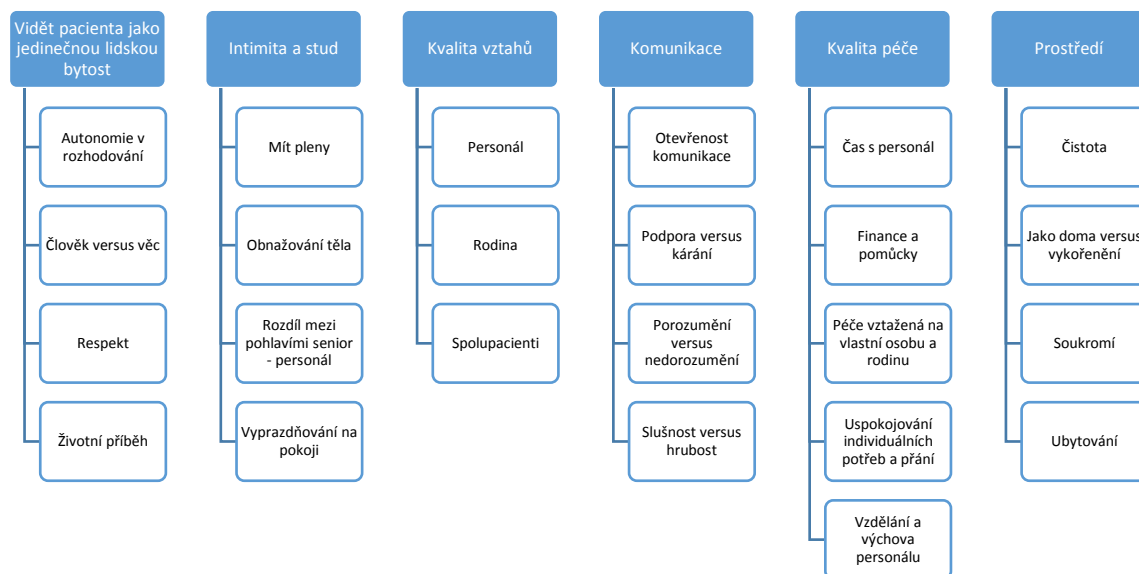 Vidět pacienta jako
jedinečnou lidskou
bytost
Autonomie v
rozhodování
Člověk versus věc
Respekt
Životní příběh
Intimita a stud
Mít pleny
Obnažování těla
Rozdíl mezi
pohlavími senior
- personál
Vyprazdňování na
pokoji
Kvalita vztahů
Personál
Rodina
Spolupacienti
Komunikace
Otevřenost
komunikace
Podpora versus
kárání
Porozumění
versus
nedorozumění
Slušnost versus
hrubost
Kvalita péče
Čas s personál
Finance a
pomůcky
Péče vztažená na
vlastní osobu a
rodinu
Uspokojování
individuálních
potřeb a přání
Vzdělání a
výchova
personálu
Prostředí
Čistota
Jako doma versus
vykořenění
Soukromí
Ubytování